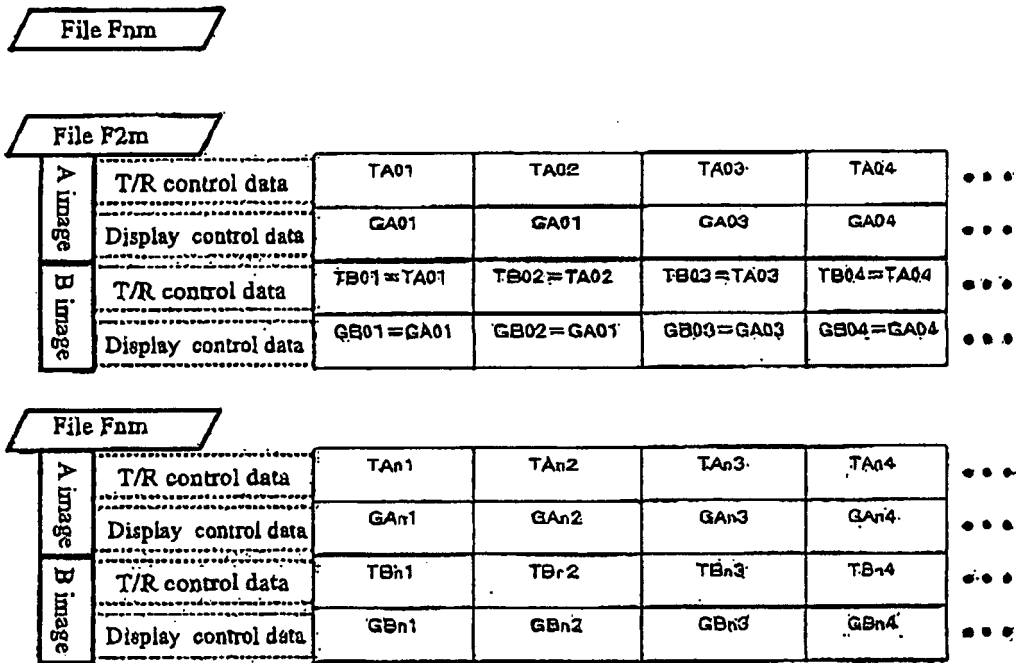 File Fnm
File F2m
A image
T/R control data TA01 TA02 TA03 TA04 • • •
Display control data GA01 GA01 GA03 GA04 • • •
B image
T/R control data TB01=TA01 TB02=TA02 TB03=TA03 TB04=TA04 • • •
Display control data GB01=GA01 GB02=GA01 GB03=GA03 GB04=GA04 • • •
File Fnm
A image
T/R control data TAn1 TAn2 TAn3 TAn4 • • •
Display control data GAn1 GAn2 GAn3 GAn4 • • •
B image
T/R control data TBn1 TBr2 TBn3 TBn4 • • •
Display control data GBn1 GBn2 GBn3 GBn4 • • •